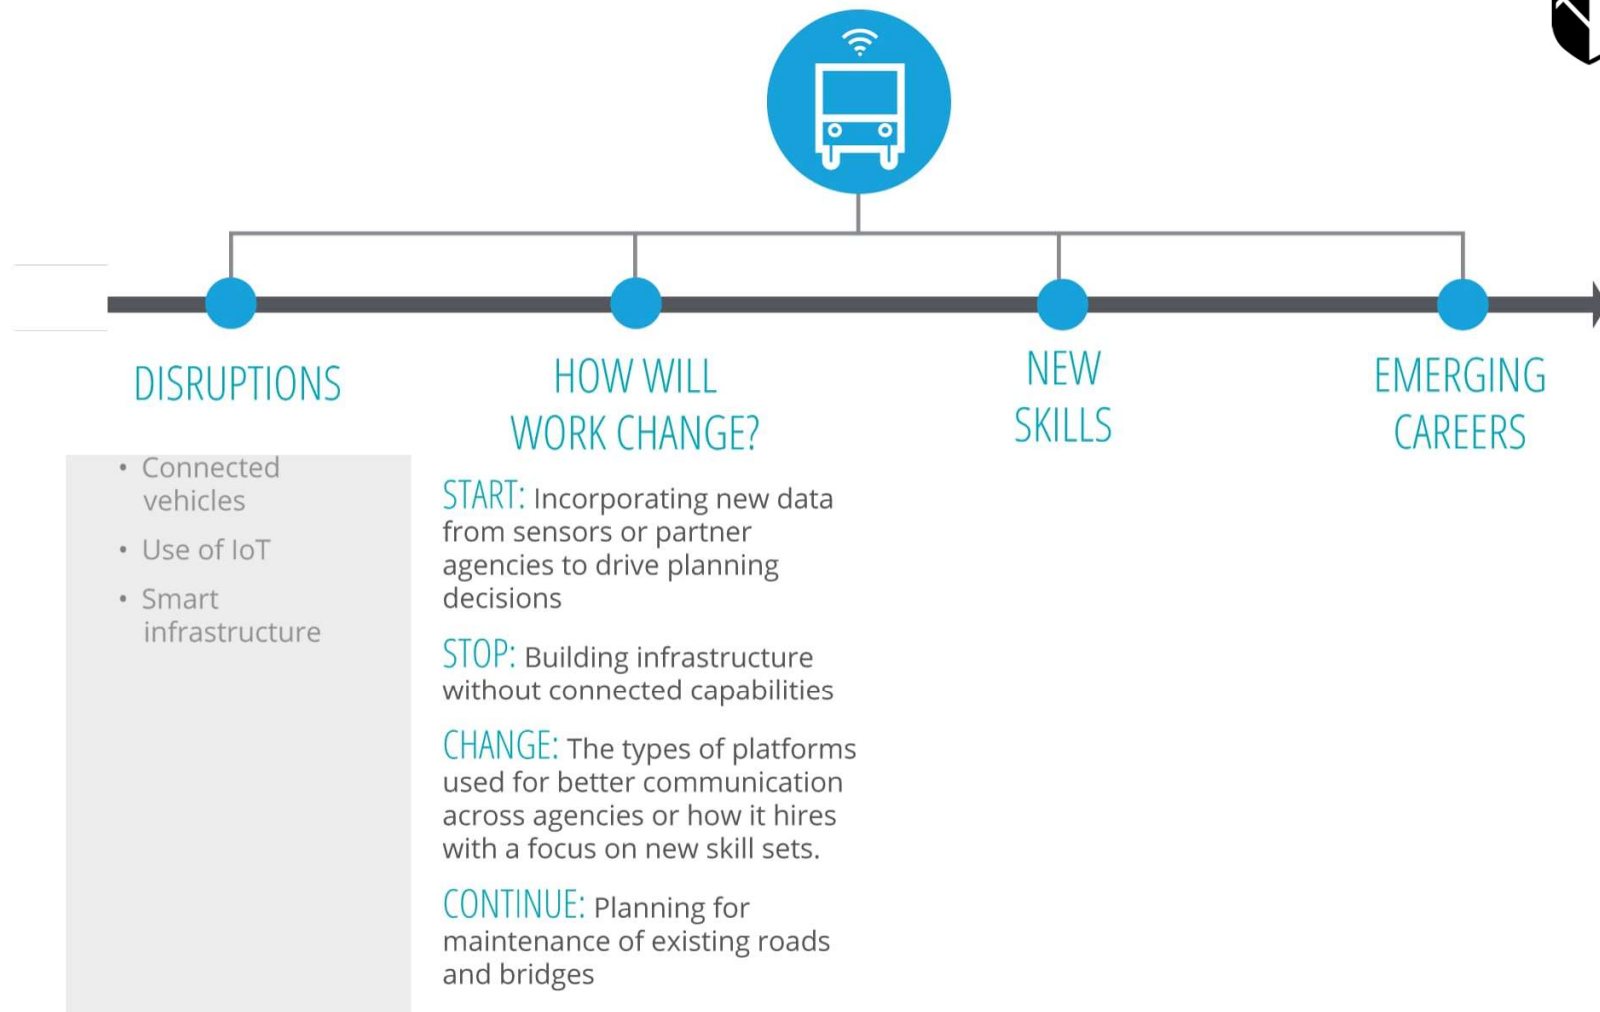 DISRUPTIONS
HOW WILL
WORK CHANGE?
NEW
SKILLS
EMERGING
CAREERS
• Connected
vehicles
• Use of IoT
• Smart
infrastructure
START: Incorporating new data
from sensors or partner
agencies to drive planning
decisions
STOP: Building infrastructure
without connected capabilities
CHANGE: The types of platforms
used for better communication
across agencies or how it hires
with a focus on new skill sets.
CONTINUE: Planning for
maintenance of existing roads
and bridges